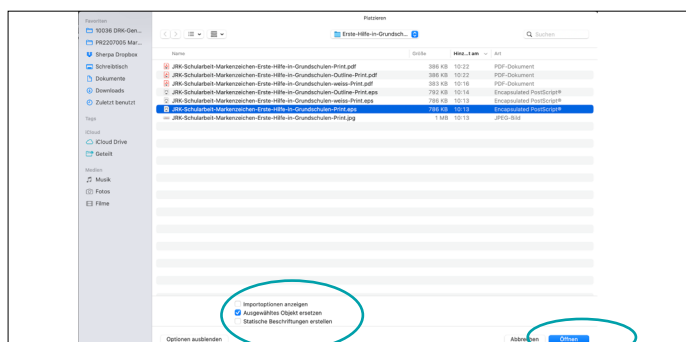 Platzieren
Favoriten
10036 DRK-Gen...
PR2207005 Mar...
Sherpa Dropbox
Schreibtisch
Dokumente
Downloads
Zuletzt benutzt
Tags
iCloud
iCloud Drive
Geteilt
Medien
Musik
Fotos
Filme
Erste-Hilfe-in-Grundsch...
Suchen
Name Größe Hinz...t am Art
JRK-Schularbeit-Markenzeichen-Erste-Hilfe-in-Grundschulen-Print.pdf 386 KB 10:22 PDF-Dokument
JRK-Schularbeit-Markenzeichen-Erste-Hilfe-in-Grundschulen-Outline-Print.pdf 386 KB 10:22 PDF-Dokument
JRK-Schularbeit-Markenzeichen-Erste-Hilfe-in-Grundschulen-weiss-Print.pdf 383 KB 10:16 PDF-Dokument
JRK-Schularbeit-Markenzeichen-Erste-Hilfe-in-Grundschulen-Outline-Print.eps 792 KB 10:14 Encapsulated PostScript®
JRK-Schularbeit-Markenzeichen-Erste-Hilfe-in-Grundschulen-weiss-Print.eps 786 KB 10:13 Encapsulated PostScript®
JRK-Schularbeit-Markenzeichen-Erste-Hilfe-in-Grundschulen-Print.eps 788 KB 10:13 Encapsulated PostScript®
JRK-Schularbeit-Markenzeichen-Erste-Hilfe-in-Grundschulen-Print.jpg 1 MB 10:13 JPEG-Bild
Importoptionen anzeigen
Ausgewähltes Objekt ersetzen
Statische Beschriftungen erstellen
Optionen ausblenden
Abbrechen
Öffnen